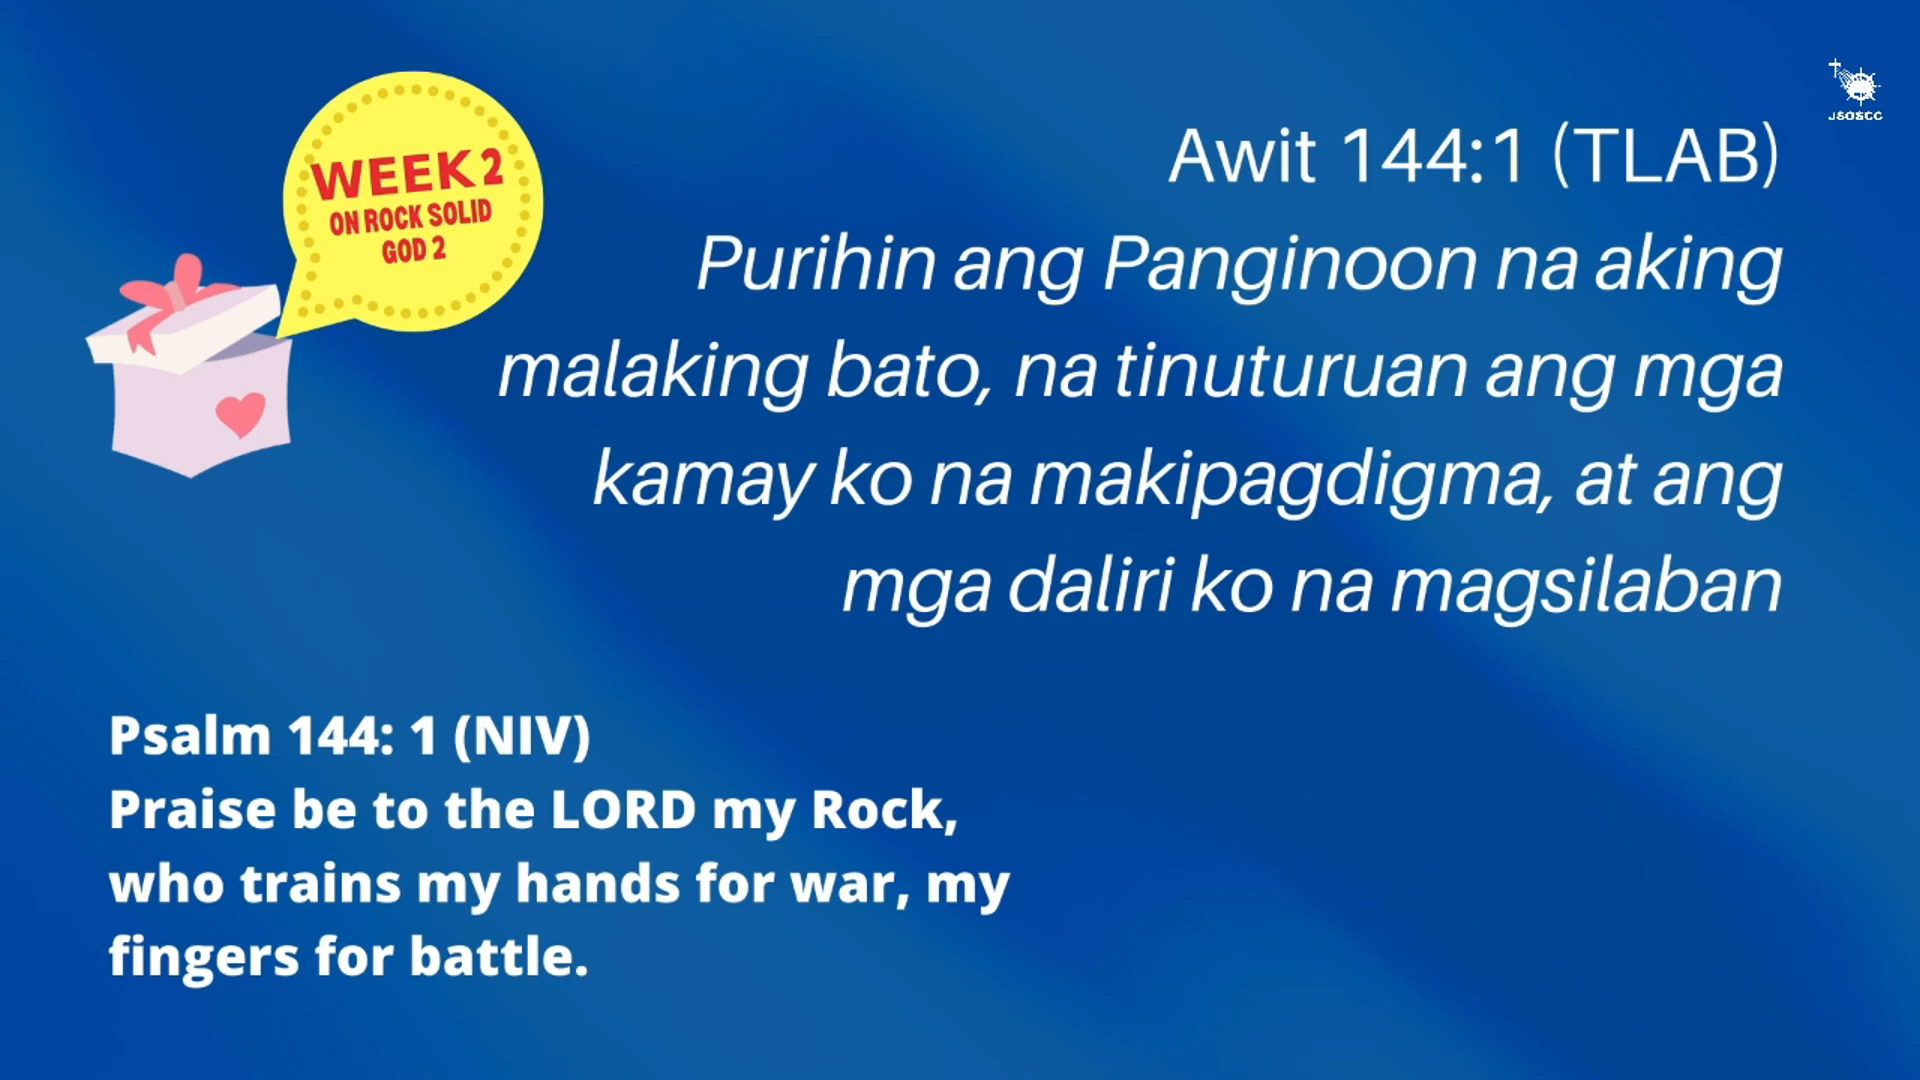 WEEK 2
ON ROCK SOLID
GOD 2
JSOSCC
Awit 144:1 (TLAB)
Purihin ang Panginoon na aking
malaking bato, na tinuturuan ang mga
kamay ko na makipagdigma, at ang
mga daliri ko na magsilaban
Psalm 144: 1 (NIV)
Praise be to the LORD my Rock,
who trains my hands for war, my
fingers for battle.